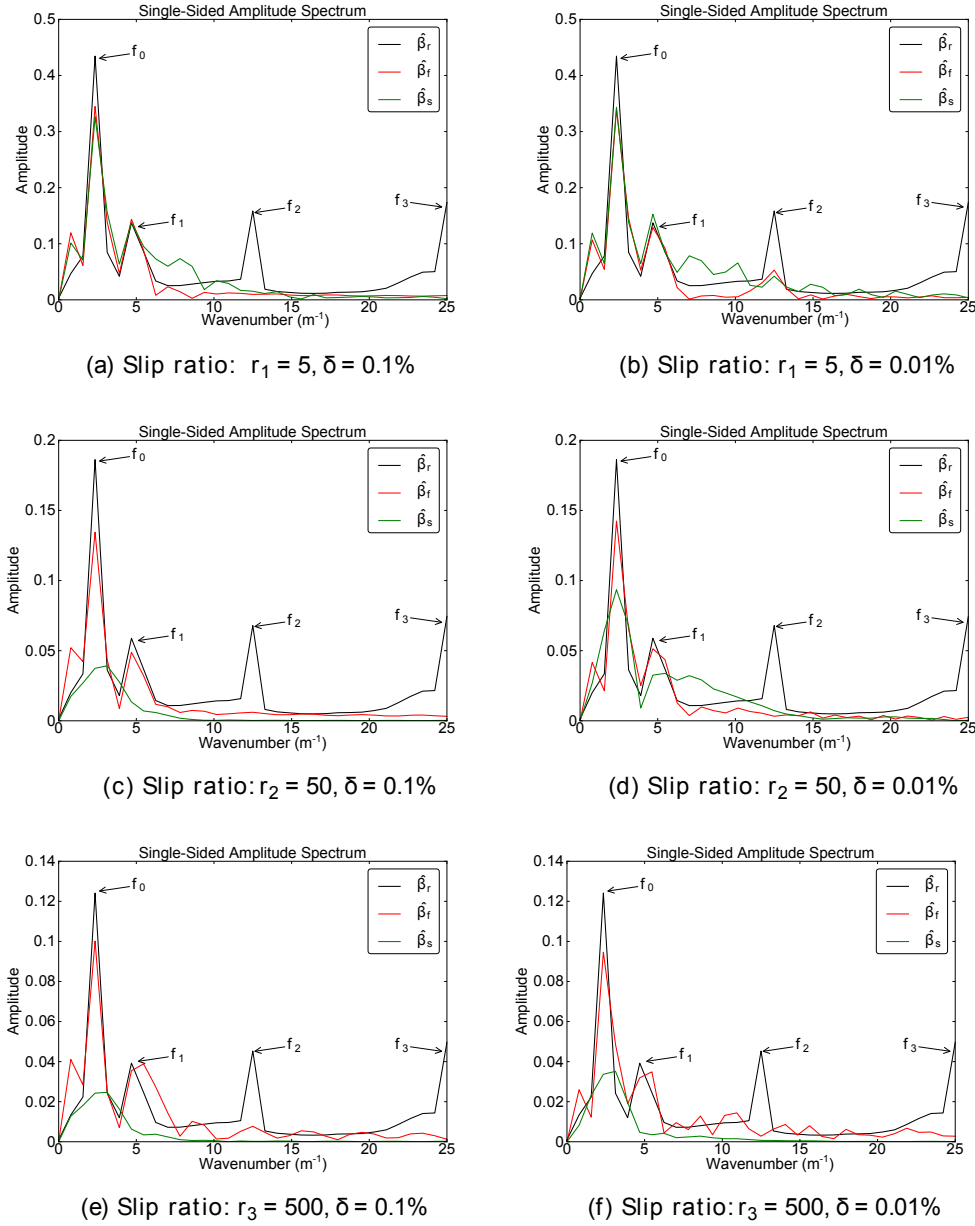 Single-Sided Amplitude Spectrum
0.5
0.4
0.3
0.2
0.1
0
Amplitude
f₀
f₁
f₂
f₃
β̂ᵣ
β̂_f
β̂ₛ
0 5 10 15 20 25
Wavenumber (m⁻¹)
(a) Slip ratio: r₁ = 5, δ = 0.1%
Single-Sided Amplitude Spectrum
0.5
0.4
0.3
0.2
0.1
0
Amplitude
f₀
f₁
f₂
f₃
β̂ᵣ
β̂_f
β̂ₛ
0 5 10 15 20 25
Wavenumber (m⁻¹)
(b) Slip ratio: r₁ = 5, δ = 0.01%
Single-Sided Amplitude Spectrum
0.2
0.15
0.1
0.05
0
Amplitude
f₀
f₁
f₂
f₃
β̂ᵣ
β̂_f
β̂ₛ
0 5 10 15 20 25
Wavenumber (m⁻¹)
(c) Slip ratio: r₂ = 50, δ = 0.1%
Single-Sided Amplitude Spectrum
0.2
0.15
0.1
0.05
0
Amplitude
f₀
f₁
f₂
f₃
β̂ᵣ
β̂_f
β̂ₛ
0 5 10 15 20 25
Wavenumber (m⁻¹)
(d) Slip ratio: r₂ = 50, δ = 0.01%
Single-Sided Amplitude Spectrum
0.14
0.12
0.1
0.08
0.06
0.04
0.02
0
Amplitude
f₀
f₁
f₂
f₃
β̂ᵣ
β̂_f
β̂ₛ
0 5 10 15 20 25
Wavenumber (m⁻¹)
(e) Slip ratio: r₃ = 500, δ = 0.1%
Single-Sided Amplitude Spectrum
0.14
0.12
0.1
0.08
0.06
0.04
0.02
0
Amplitude
f₀
f₁
f₂
f₃
β̂ᵣ
β̂_f
β̂ₛ
0 5 10 15 20 25
Wavenumber (m⁻¹)
(f) Slip ratio: r₃ = 500, δ = 0.01%